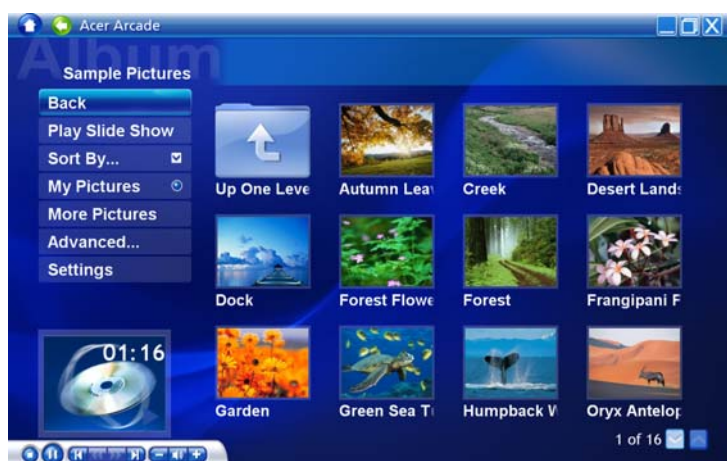 Acer Arcade
Album
Sample Pictures
Back
Play Slide Show
Sort By...
My Pictures
More Pictures
Advanced...
Settings
Up One Leve
Autumn Lea
Creek
Desert Lands
Dock
Forest Flowe
Forest
Frangipani F
Garden
Green Sea T
Humpback W
Oryx Antelop
01:16
1 of 16